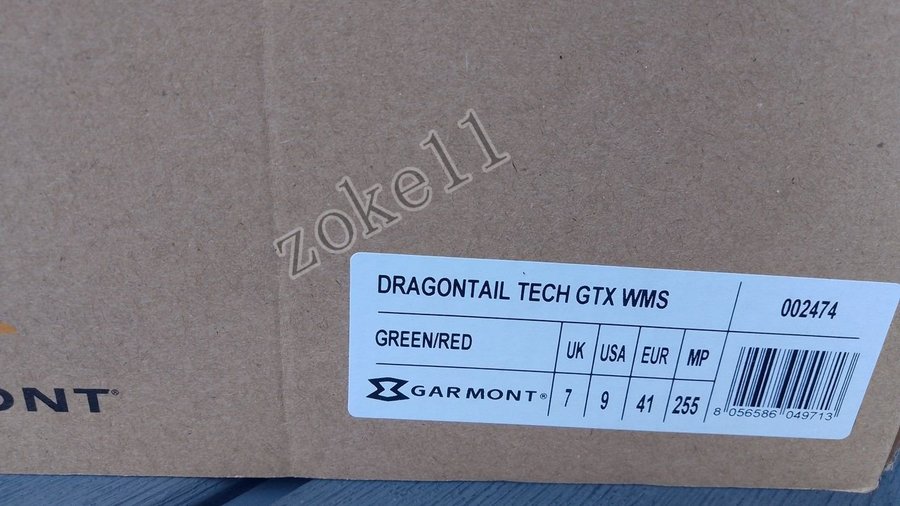 zokell
DRAGONTAIL TECH GTX WMS
002474
GREEN/RED
UK USA EUR MP
GARMONT®
7 9 41 255
8 056586 049713
ONT®